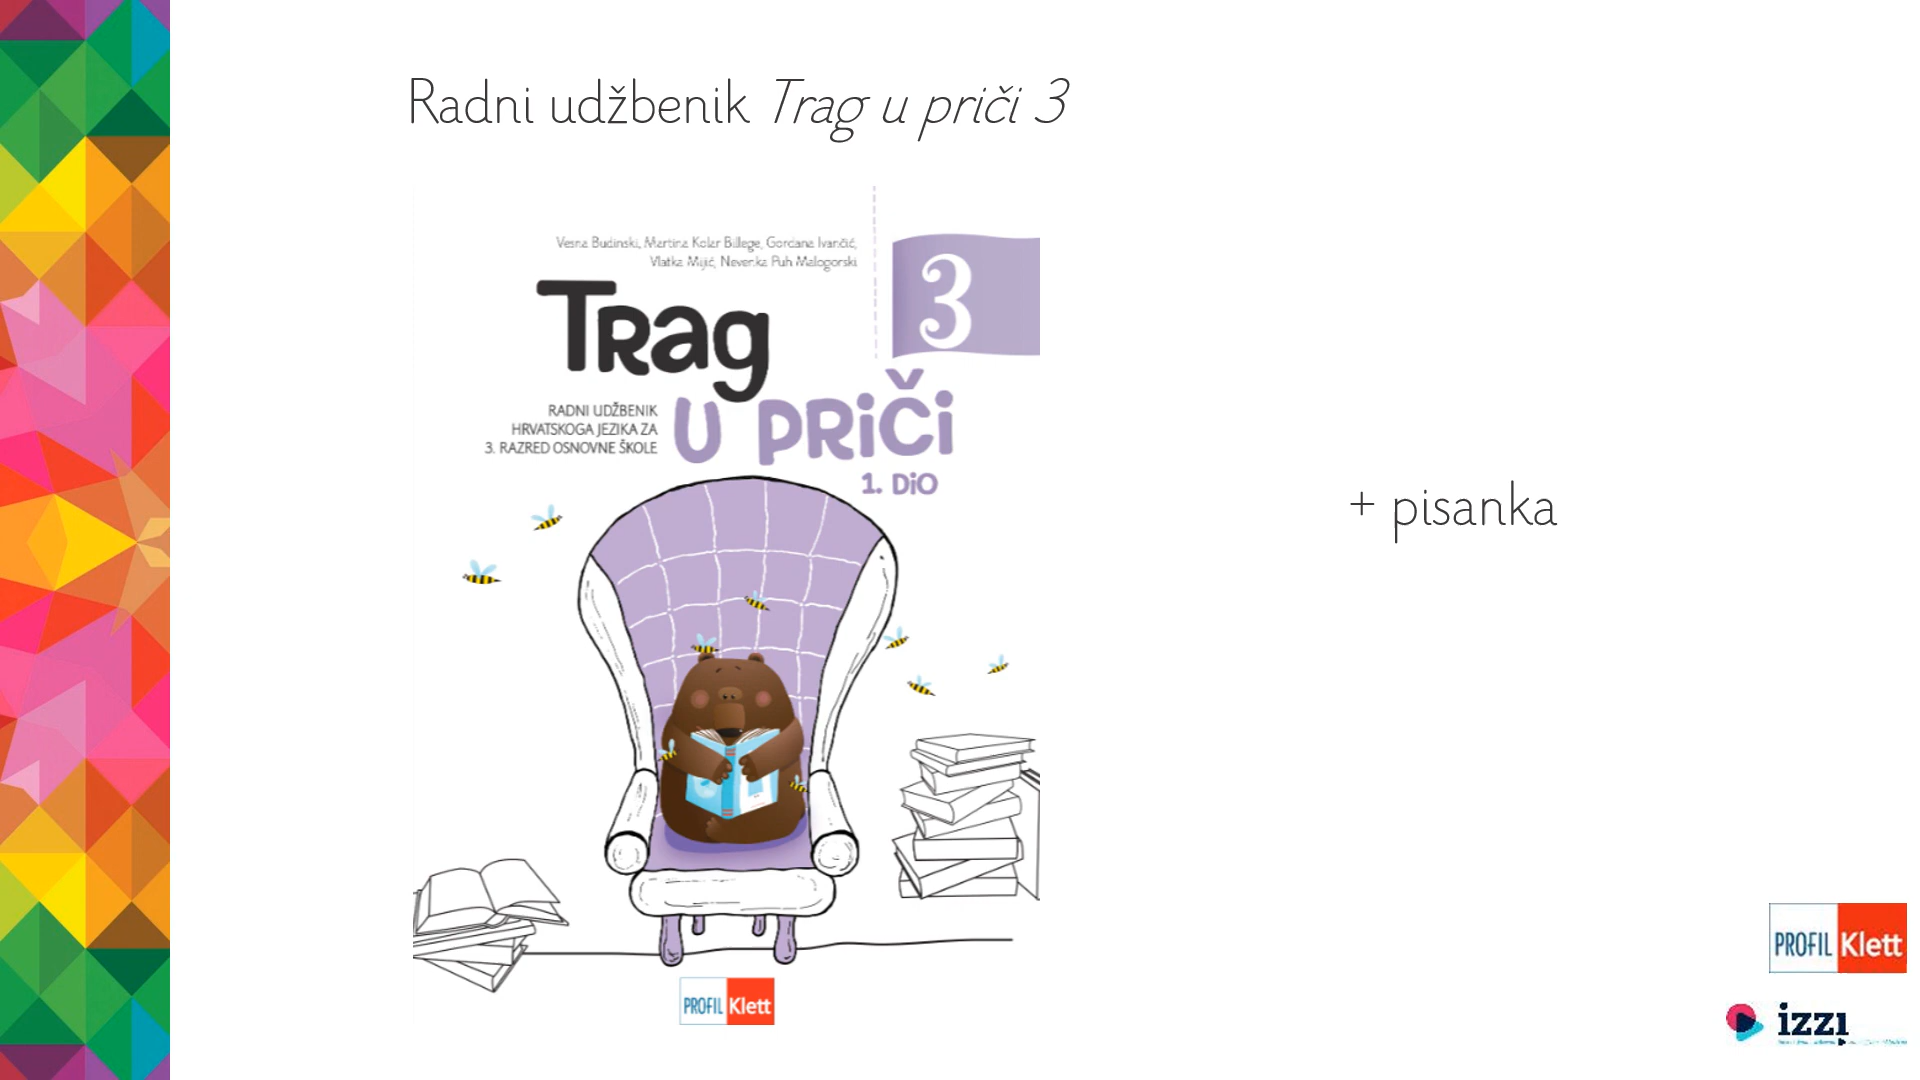 Radni udžbenik Trag u priči 3
Vesna Budinski, Martina Kolar Billege, Gordana Ivančić,
Vlatka Mijić, Nevenka Puh Malogorski
3
Trag
u priči
RADNI UDŽBENIK
HRVATSKOGA JEZIKA ZA
3. RAZRED OSNOVNE ŠKOLE
1. DiO
+ pisanka
PROFIL Klett
PROFIL Klett
izzi